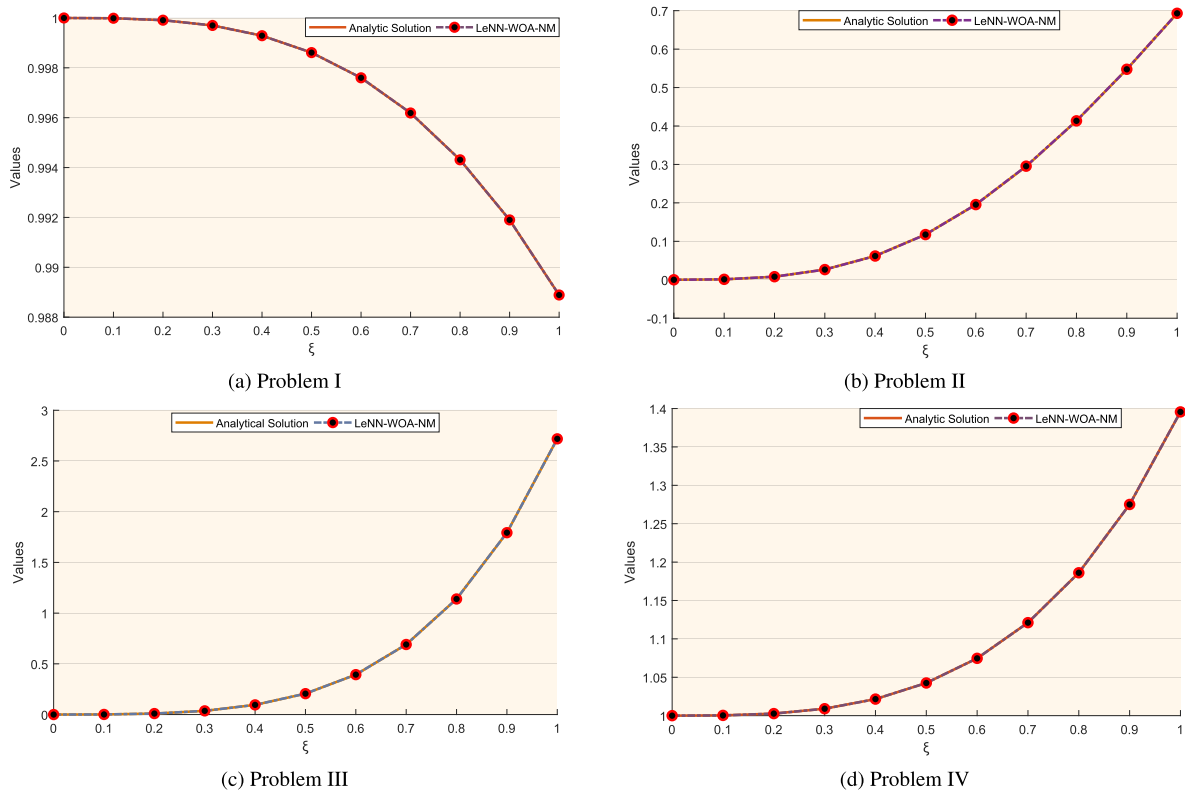 Analytic Solution LeNN-WOA-NM
1
0.998
0.996
0.994
0.992
0.99
0.988
Values
0 0.1 0.2 0.3 0.4 0.5 0.6 0.7 0.8 0.9 1
ξ
(a) Problem I
Analytic Solution LeNN-WOA-NM
0.7
0.6
0.5
0.4
0.3
0.2
0.1
0
-0.1
Values
0 0.1 0.2 0.3 0.4 0.5 0.6 0.7 0.8 0.9 1
ξ
(b) Problem II
Analytical Solution LeNN-WOA-NM
3
2.5
2
1.5
1
0.5
0
Values
0 0.1 0.2 0.3 0.4 0.5 0.6 0.7 0.8 0.9 1
ξ
(c) Problem III
Analytic Solution LeNN-WOA-NM
1.4
1.35
1.3
1.25
1.2
1.15
1.1
1.05
1
Values
0 0.1 0.2 0.3 0.4 0.5 0.6 0.7 0.8 0.9 1
ξ
(d) Problem IV